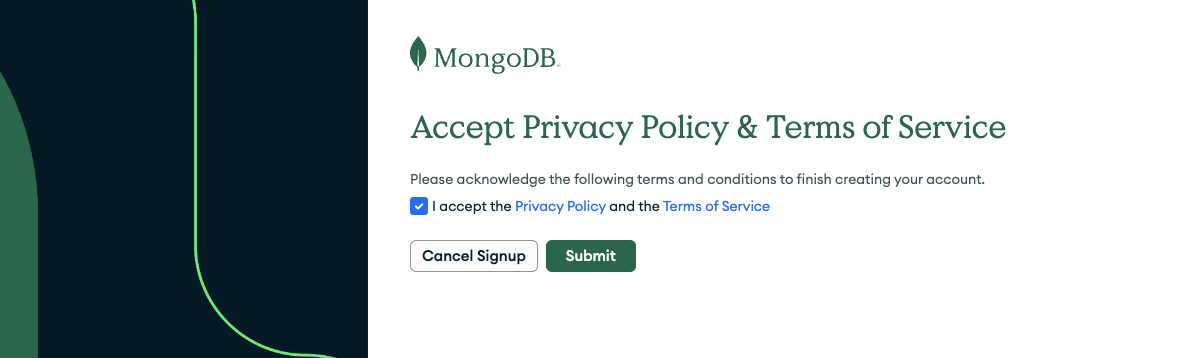 MongoDB
Accept Privacy Policy & Terms of Service
Please acknowledge the following terms and conditions to finish creating your account.
I accept the Privacy Policy and the Terms of Service
Cancel Signup
Submit